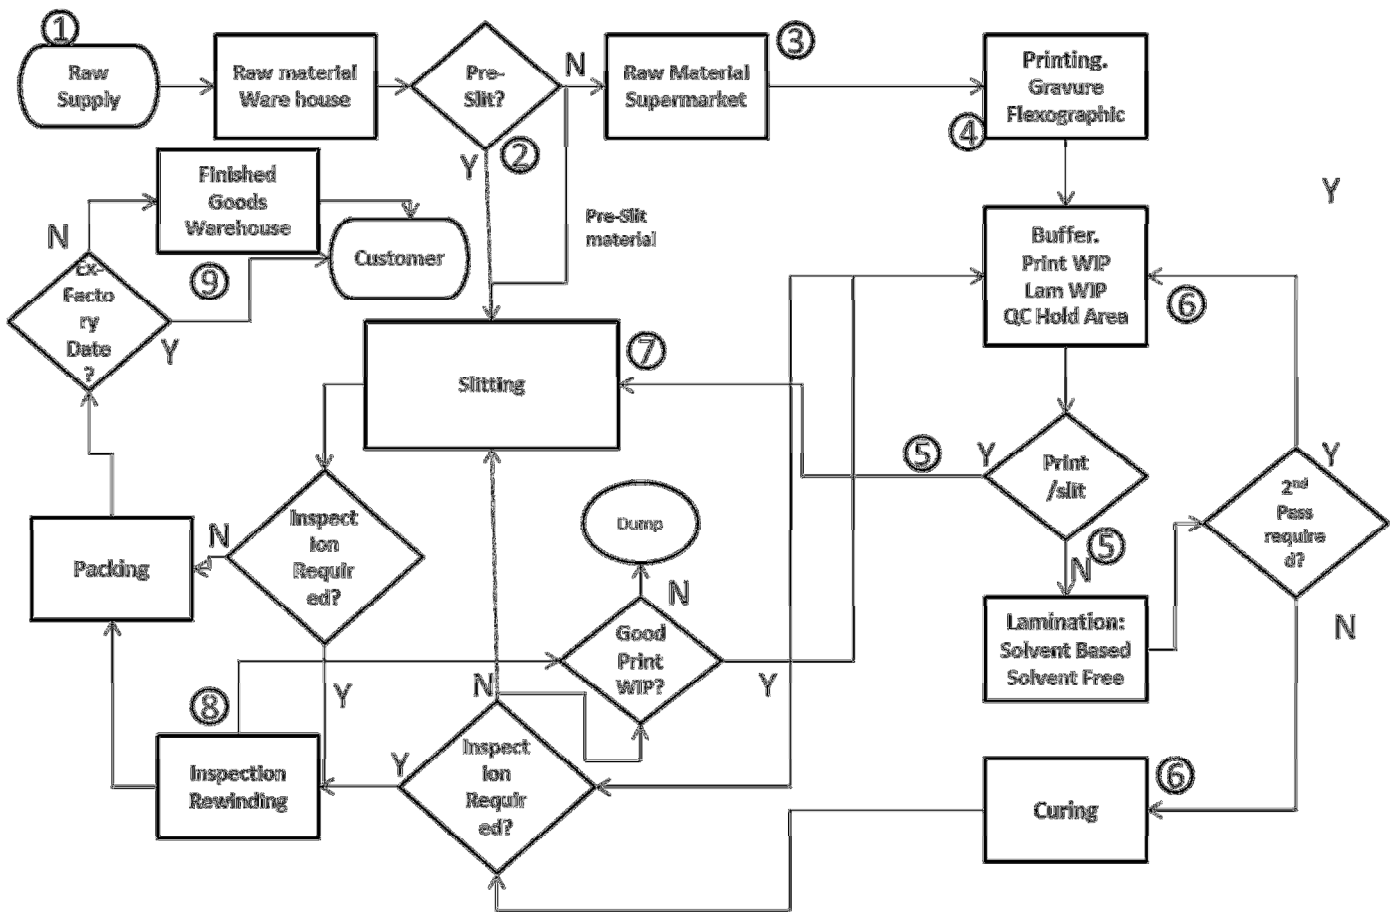 ①
Raw
Supply
Raw material
Ware house
Pre-
Slit?
N
Y
②
Raw Material
Supermarket
③
Printing.
Gravure
Flexographic
④
Y
Finished
Goods
Warehouse
N
Customer
⑨
Ex-
Facto
ry
Date
?
Y
Pre-Slit
material
Buffer.
Print WIP
Lam WIP
QC Hold Area
⑥
Slitting
⑦
⑤
Y
Print
/slit
⑤
N
Y
2nd
Pass
require
d?
N
Inspect
ion
Requir
ed?
N
Y
Packing
Dump
N
Good
Print
WIP?
Y
Lamination:
Solvent Based
Solvent Free
⑧
Inspection
Rewinding
N
Y
Inspect
ion
Requir
ed?
Curing
⑥